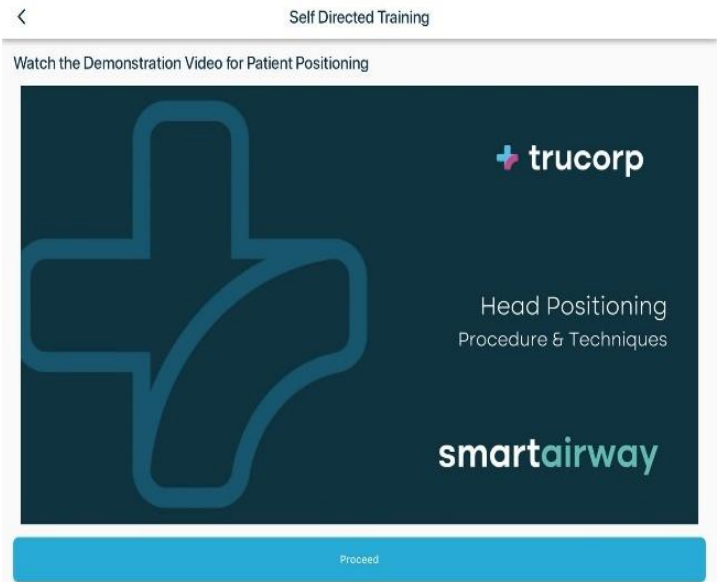 Self Directed Training
Watch the Demonstration Video for Patient Positioning
trucorp
Head Positioning
Procedure & Techniques
smartairway
Proceed